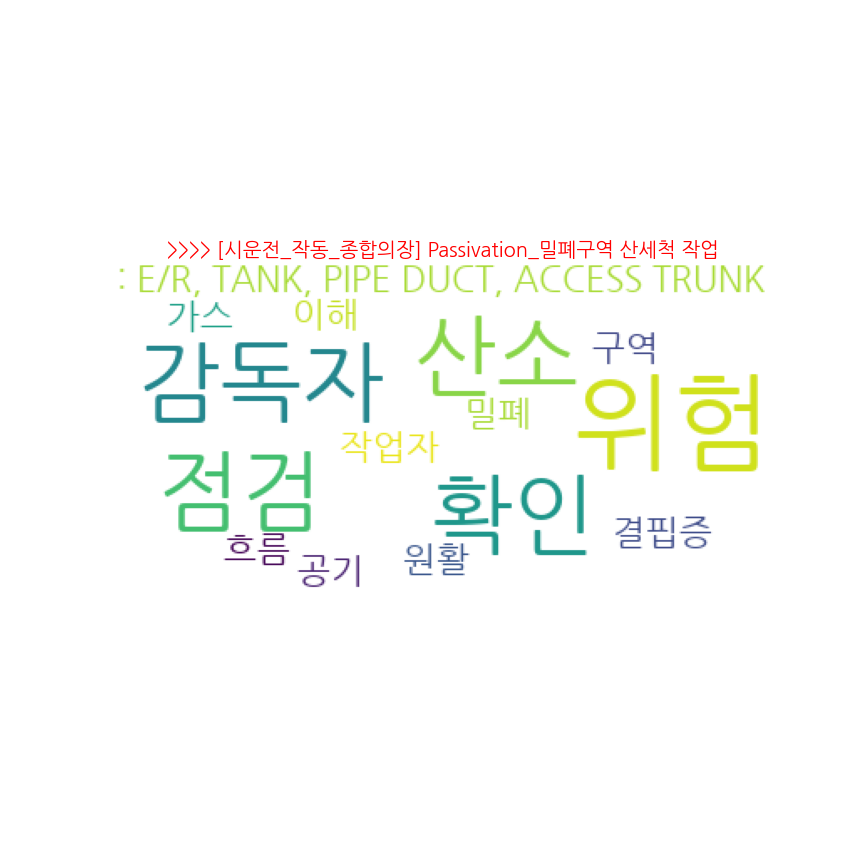 >>>> [시운전_작동_종합의장] Passivation_밀폐구역 산세척 작업
: E/R, TANK, PIPE DUCT, ACCESS TRUNK
가스
이해
감독자
산소
구역
위험
밀폐
작업자
점검
확인
결핍증
흐름
공기
원활